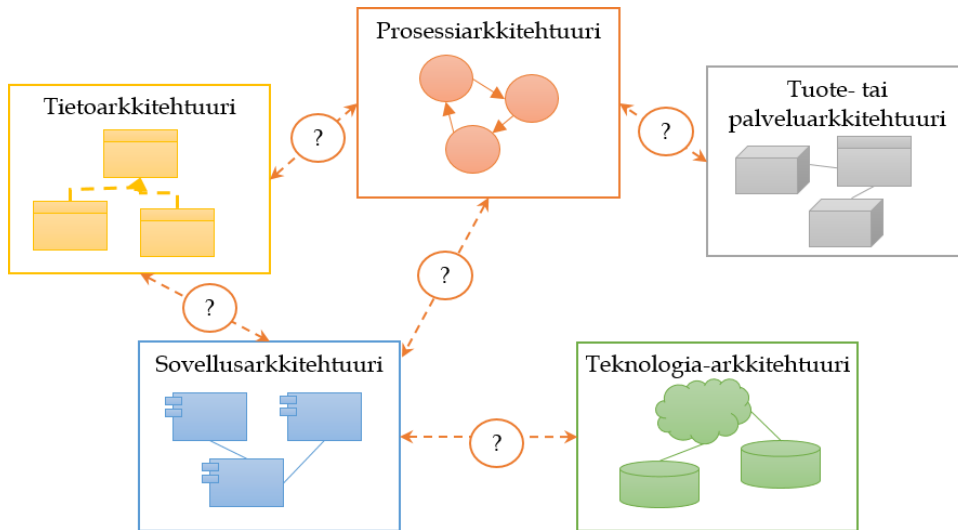 Prosessiarkkitehtuuri
Tietoarkkitehtuuri
Tuote- tai
palveluarkkitehtuuri
?
?
?
?
Sovellusarkkitehtuuri
Teknologia-arkkitehtuuri
?